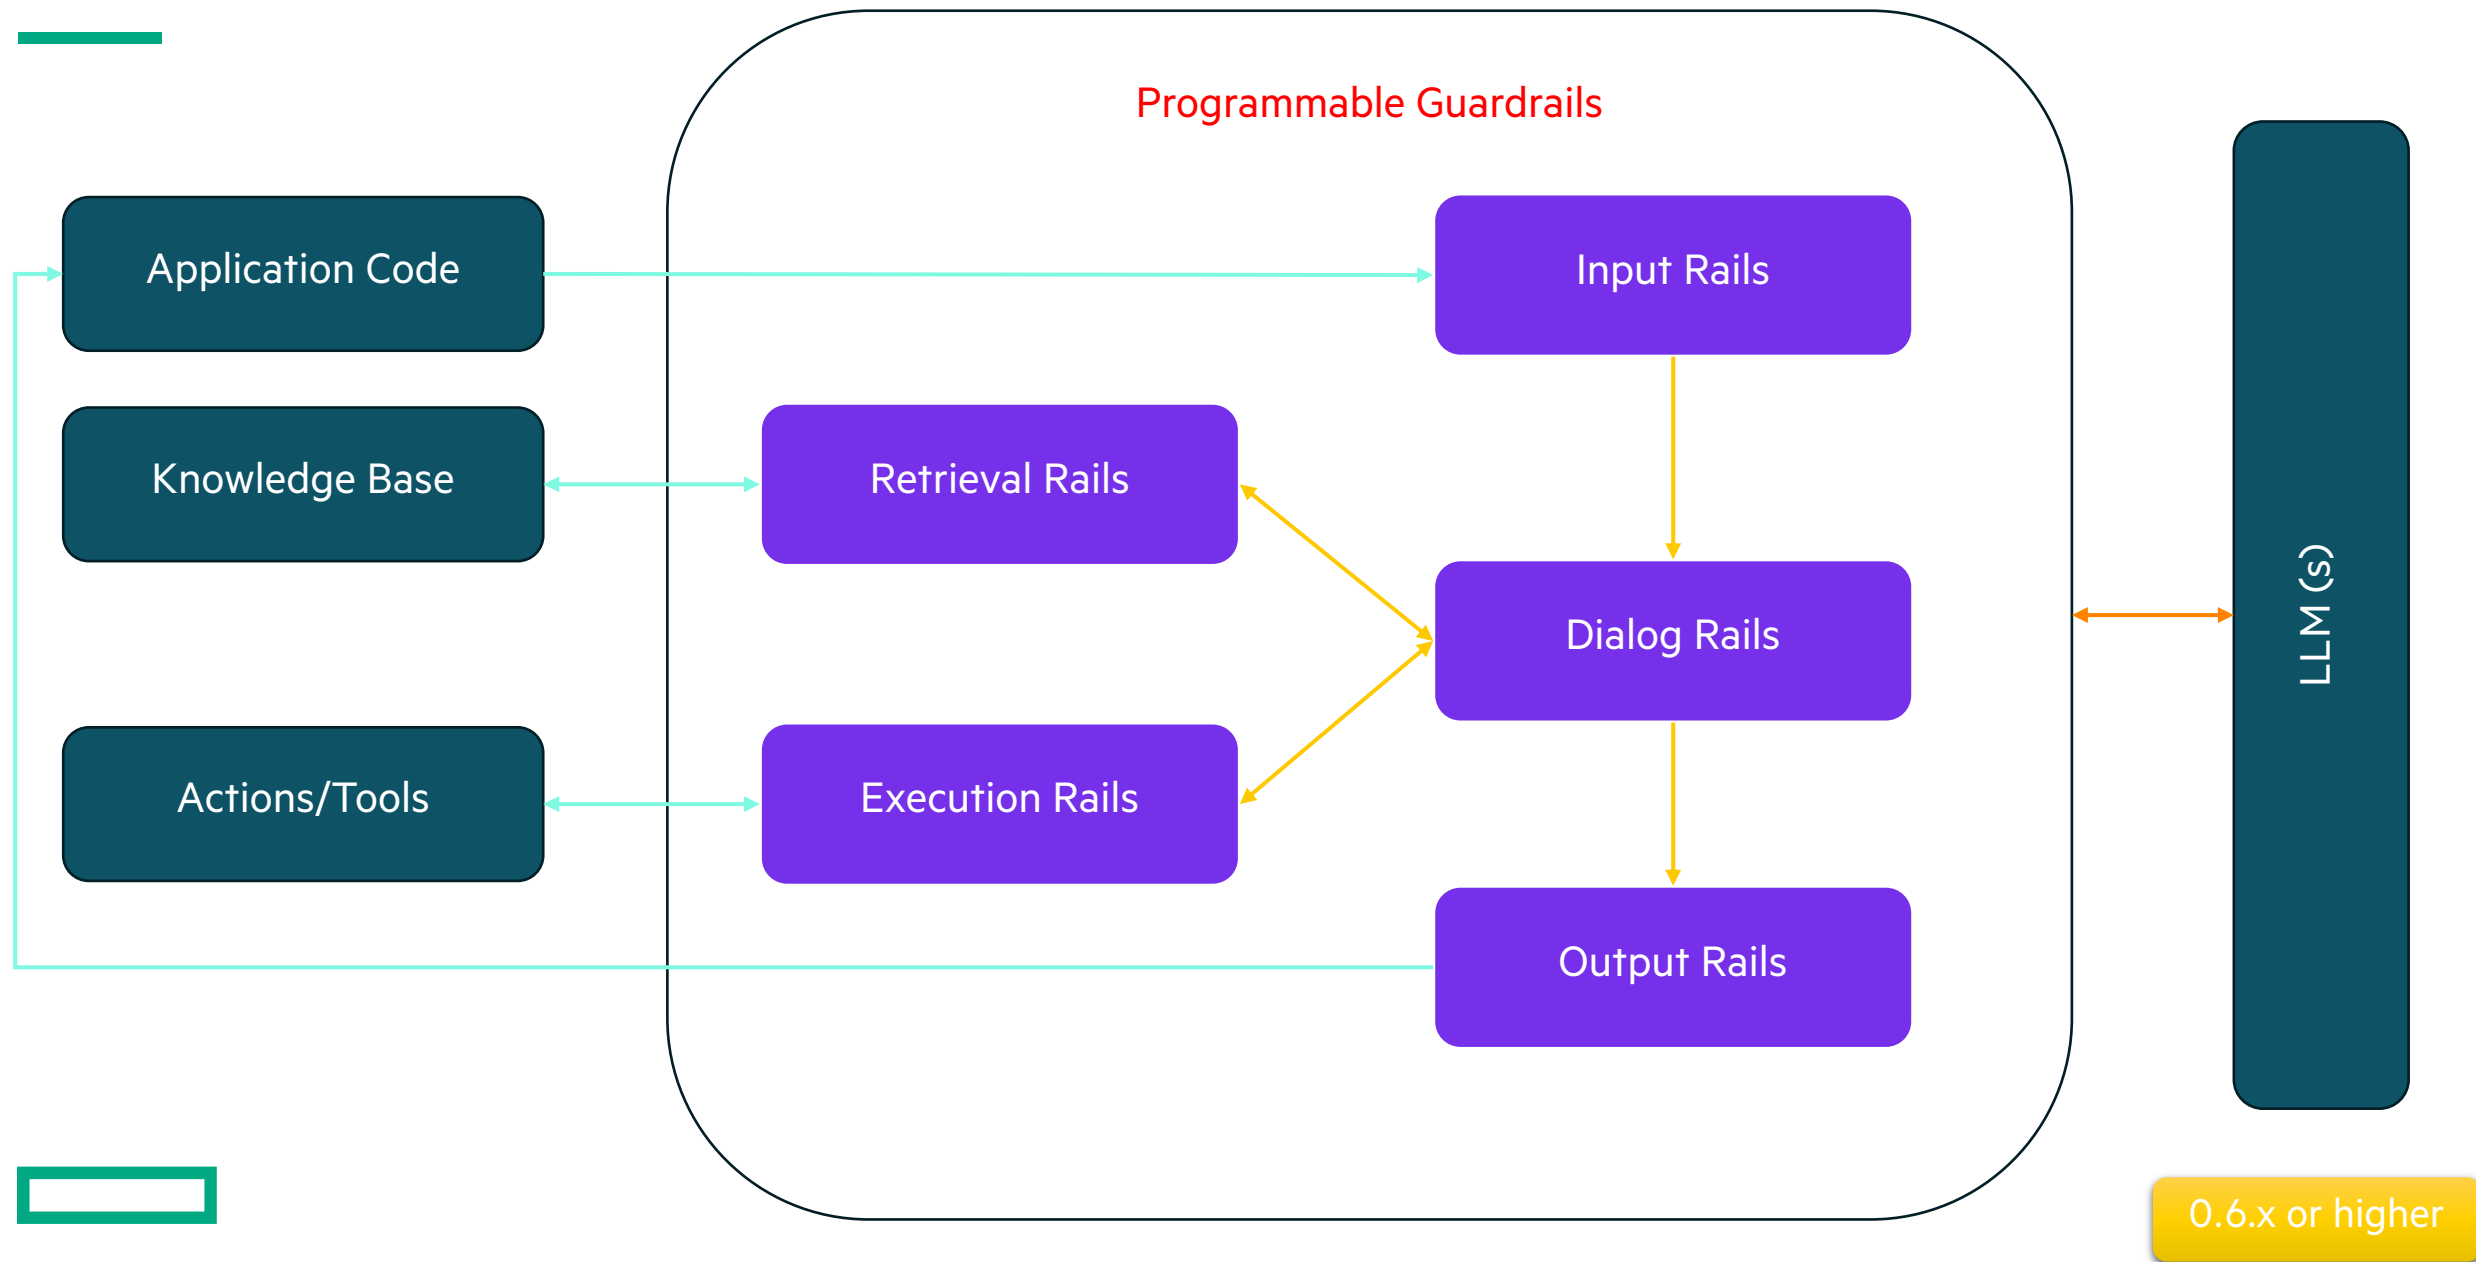 Programmable Guardrails
Application Code
Input Rails
Knowledge Base
Retrieval Rails
Dialog Rails
LLM (s)
Actions/Tools
Execution Rails
Output Rails
0.6.x or higher